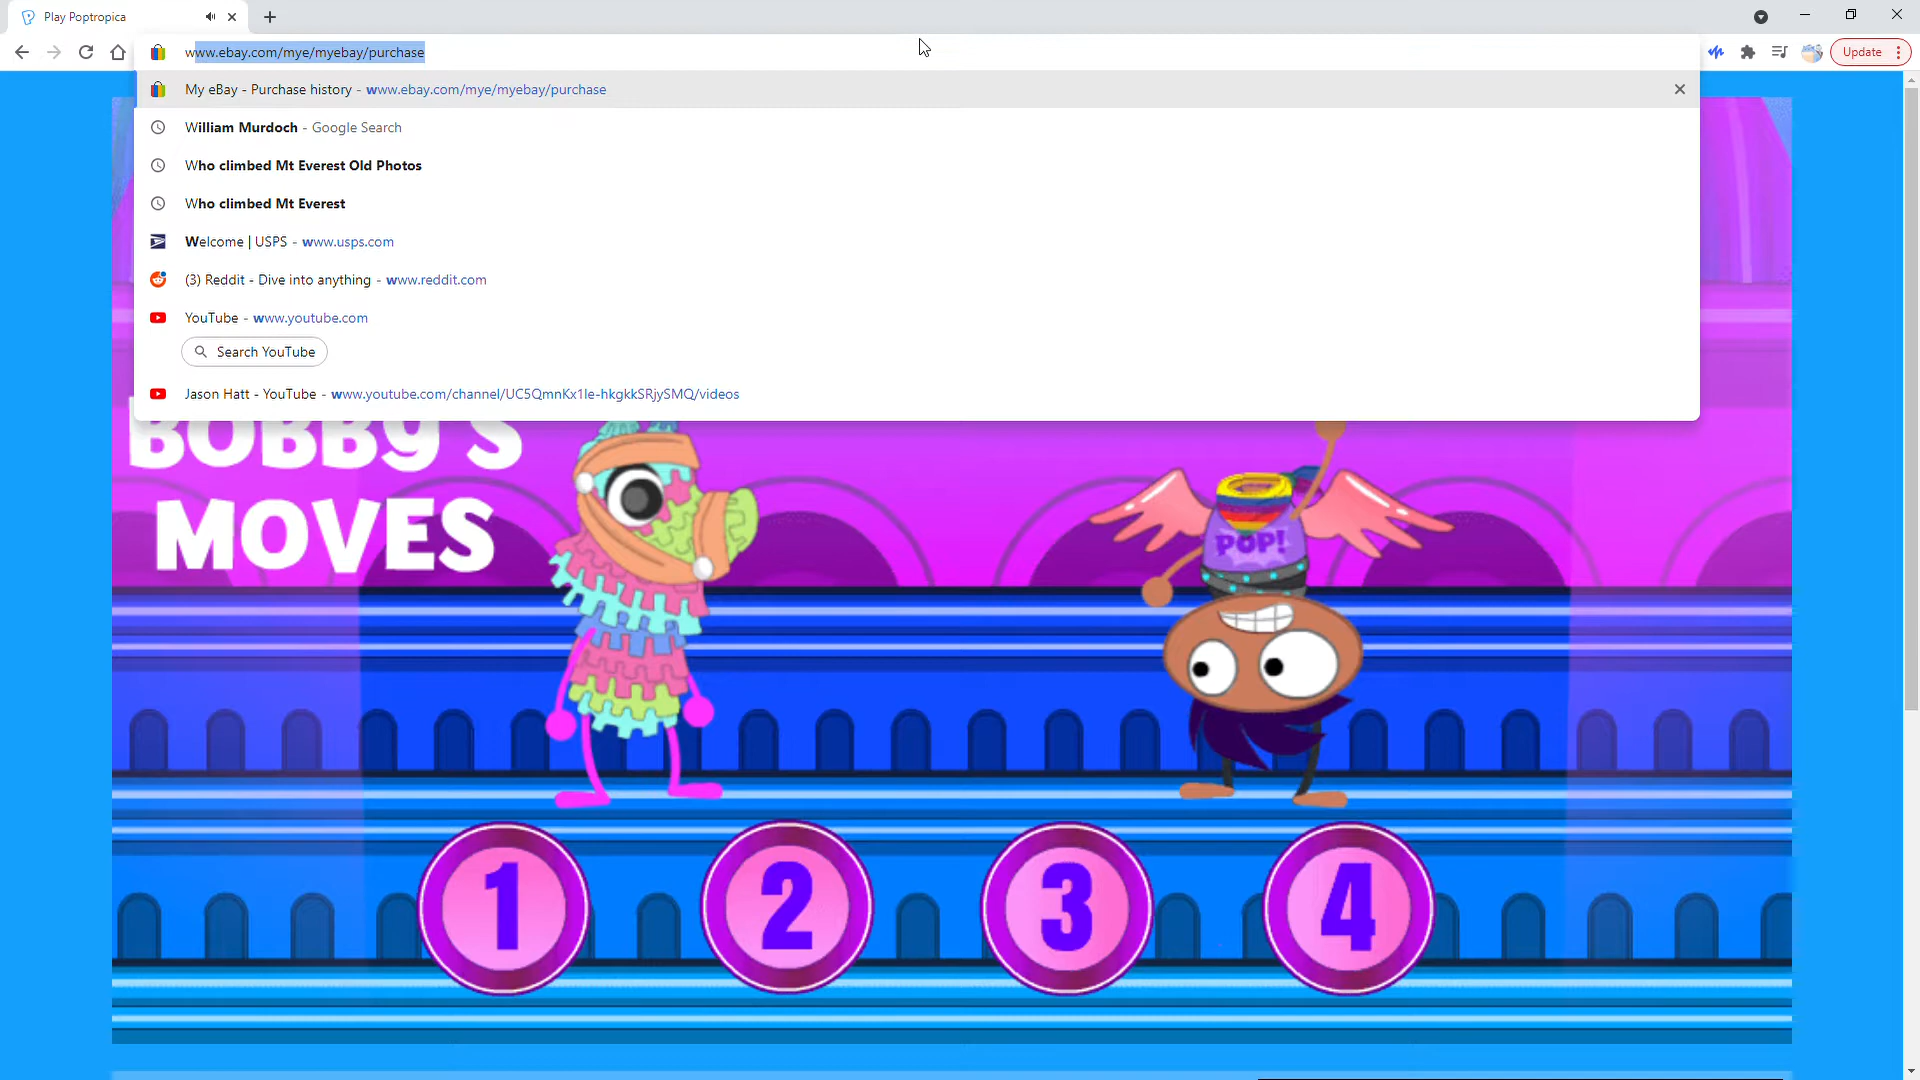 Play Poptropica
www.ebay.com/mye/myebay/purchase
Update
My eBay - Purchase history - www.ebay.com/mye/myebay/purchase
William Murdoch - Google Search
Who climbed Mt Everest Old Photos
Who climbed Mt Everest
Welcome | USPS - www.usps.com
(3) Reddit - Dive into anything - www.reddit.com
YouTube - www.youtube.com
Search YouTube
Jason Hatt - YouTube - www.youtube.com/channel/UC5QmnKx1Ie-hkgkkSRjySMQ/videos
BOBBY'S
MOVES
POP!
1 2 3 4